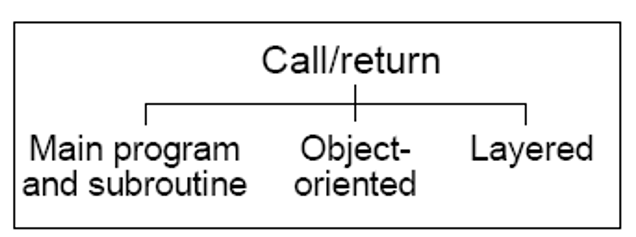 Call/return
Main program
and subroutine
Object-
oriented
Layered